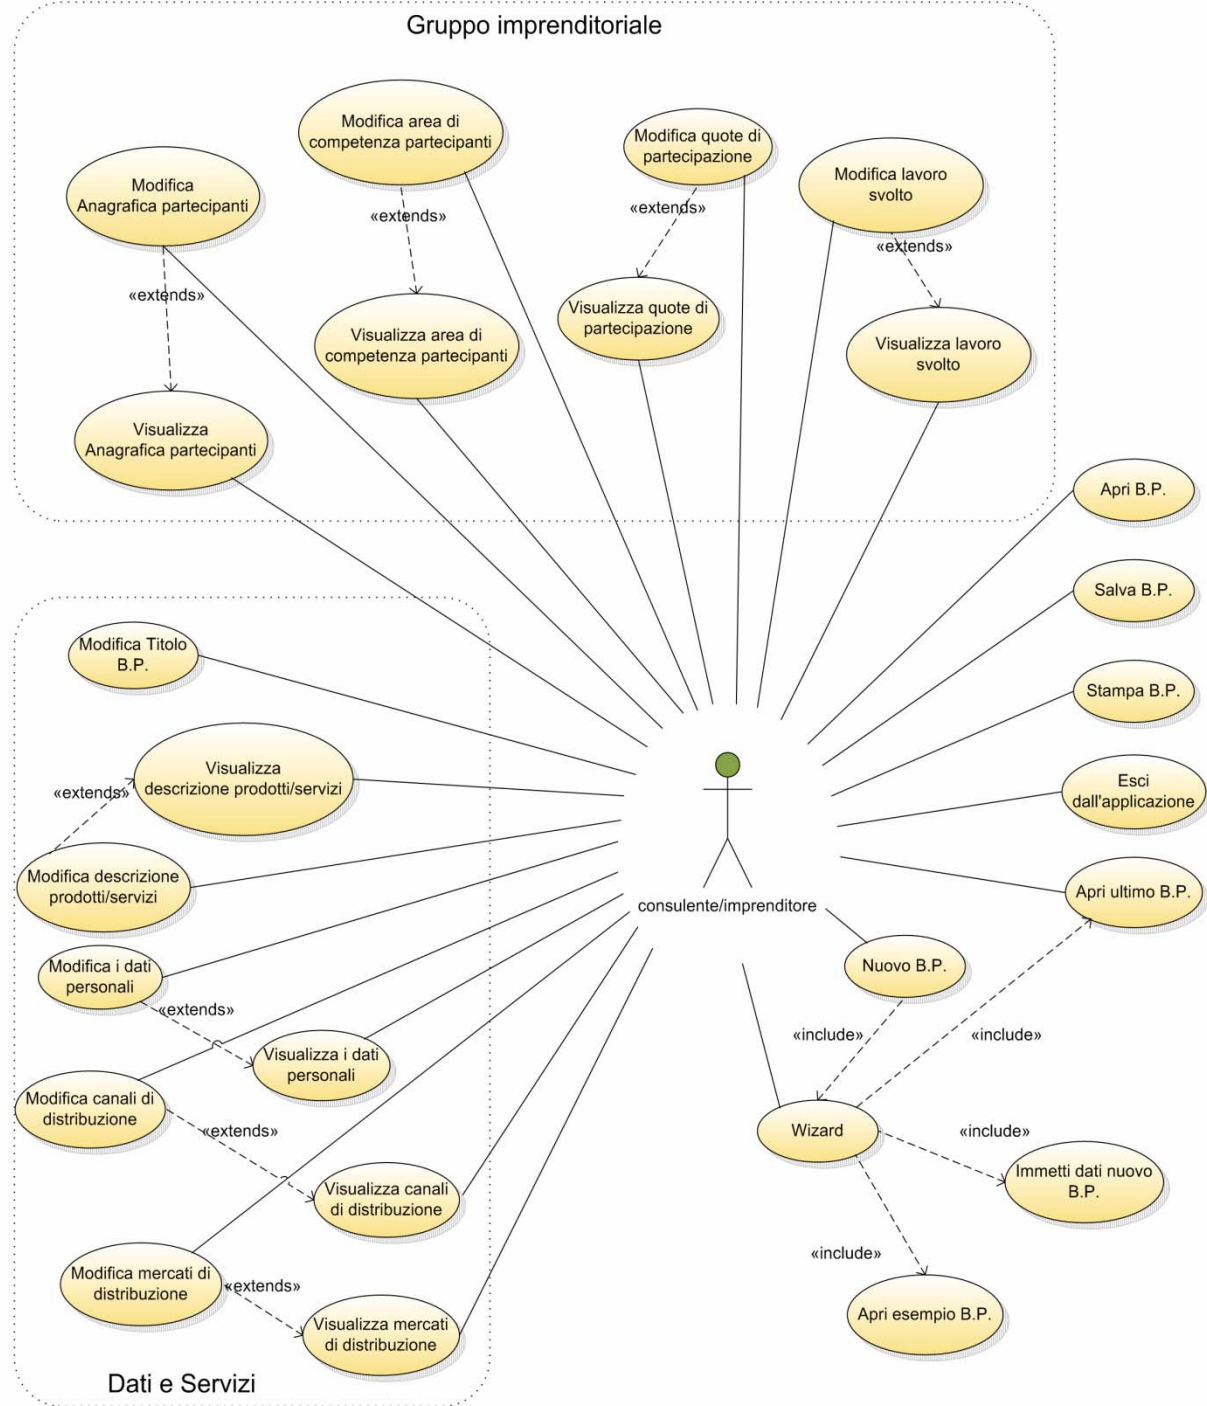 Gruppo imprenditoriale
Modifica area di
competenza partecipanti
Modifica quote di
partecipazione
Modifica lavoro
svolto
Modifica
Anagrafica partecipanti
«extends»
«extends»
«extends»
«extends»
Visualizza quote di
partecipazione
Visualizza area di
competenza partecipanti
Visualizza lavoro
svolto
Visualizza
Anagrafica partecipanti
Apri B.P.
Salva B.P.
Modifica Titolo
B.P.
Stampa B.P.
Visualizza
descrizione prodotti/servizi
«extends»
Esci
dall'applicazione
Modifica descrizione
prodotti/servizi
Apri ultimo B.P.
consulente/imprenditore
Modifica i dati
personali
Nuovo B.P.
«extends»
«include»
«include»
Visualizza i dati
personali
Modifica canali di
distribuzione
«extends»
Wizard
«include»
Immetti dati nuovo
B.P.
Visualizza canali
di distribuzione
«include»
Modifica mercati di
distribuzione
«extends»
Visualizza mercati
di distribuzione
Apri esempio B.P.
Dati e Servizi